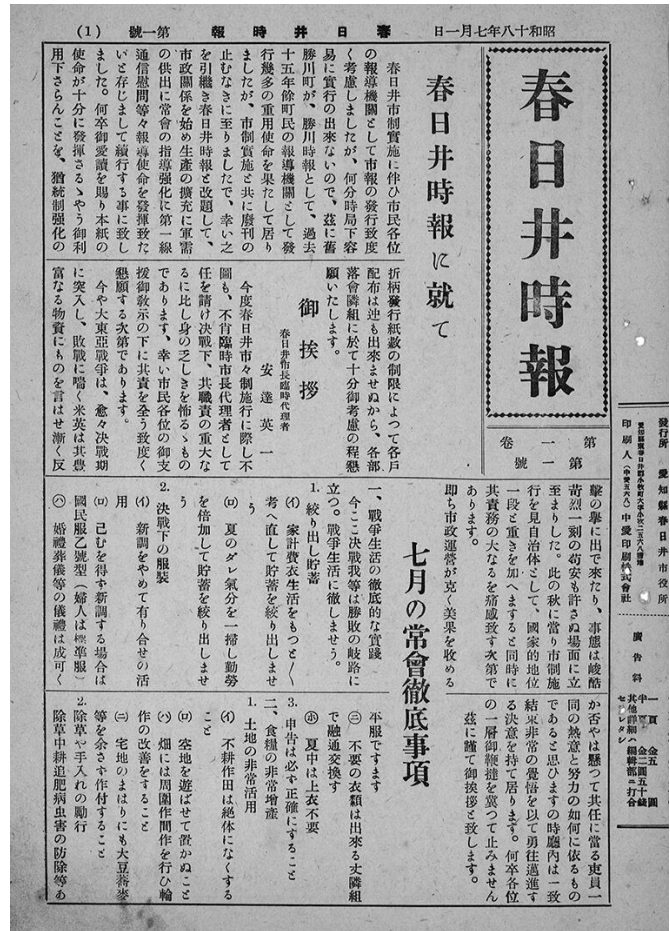 昭和十八年七月一日
春日井時報
第一號
(1)
春日井時報
第一卷
第一號
發行所 愛知縣春日井市役所
印刷人 中愛印刷株式會社
廣告料
一頁 金五圓
半頁 金二圓五十錢
春日井時報に就て
春日井市制實施に伴ひ市民各位
の報導機關として市報の發行致度
く考慮しましたが、何分時局下容
易に實行の出來ないので、茲に舊
勝川町が、勝川時報として、過去
十五年餘町民の報導機關として發
行幾多の重用使命を果たして居り
ましたが、市制實施と共に廢刊の
止むなきに至りましたで、幸い之
を引繼き春日井時報と改題して、
市政關係を始め生產の擴充に軍需
の供出に常會の指導强化に第一線
通信慰問等々報導使命を發揮致た
いと存じまして續行する事に致し
ました。何卒御愛讀を賜り本紙の
使命が十分に發揮さるゝやう御利
用下さらんことを、猶統制强化の
折柄發行紙數の制限によつて各戶
配布は迚も出來ませぬから、各部
落會隣組に於て十分御考慮の程懇
願いたします。
御挨拶
春日井市長臨時代理者
安達英一
今度春日井市々制施行に際し不
圖も、不肖臨時市長代理者として
任を請け決戰下、其職責の重大な
るに比し身の乏しきを怖るゝもの
であります、幸い市民各位の御支
援御敎示の下に其責を全う致度く
懇願する次第であります。
今や大東亞戰爭は、愈々決戰期
に突入し、敗戰に喘ぐ米英は其豐
富なる物資にものを言はせ漸く反
擊の擧に出で來たり、事態は峻酷
苛烈一刻の苟安も許さぬ場面に立
至りました。此の秋に當り市制施
行を見自治体として、國家的地位
一段と重きを加へますると同時に
其責務の大なるを痛感致す次第で
あります。
卽ち市政運營が克く美果を收める
か否やは懸つて其任に當る吏員一
同の熱意と努力の如何に依るもの
であると思ひますの時廳內は一致
結束非常の覺悟を以て勇往邁進す
る決意を持て居ります。何卒各位
の一層御鞭撻を冀つて止みません
茲に謹て御挨拶と致します。
七月の常會徹底事項
一、戰爭生活の徹底的な實踐
今こゝ決戰我等は勝敗の岐路に
立つ。戰爭生活に徹しませう。
1. 絞り出し貯蓄
(イ) 家計費衣生活をもつと/\
考へ直して貯蓄を絞り出しませ
う
(ロ) 夏のダレ氣分を一掃し勤勞
を倍加して貯蓄を絞り出しませ
う
2. 決戰下の服裝
(イ) 新調をやめて有り合せの活
用
(ロ) 己むを得す新調する場合は
國民服乙號型(婦人は標準服)
(ハ) 婚禮葬儀等の儀禮は成可く
平服ですます
(ニ) 不要の衣類は出來る丈隣組
で融通交換す
(ホ) 夏中は上衣不要
3. 申告は必す正確にすること
二、食糧の非常增產
1. 土地の非常活用
(イ) 不耕作田は絕体になくする
こと
(ロ) 空地を遊ばせて置かぬこと
(ハ) 畑には周圍作間作を行ひ輪
作の改善をすること
(ニ) 宅地のまはりにも大豆蕎麥
等を余さす作付すること
2. 除草や手入れの勵行
除草中耕追肥病虫害の防除等あ